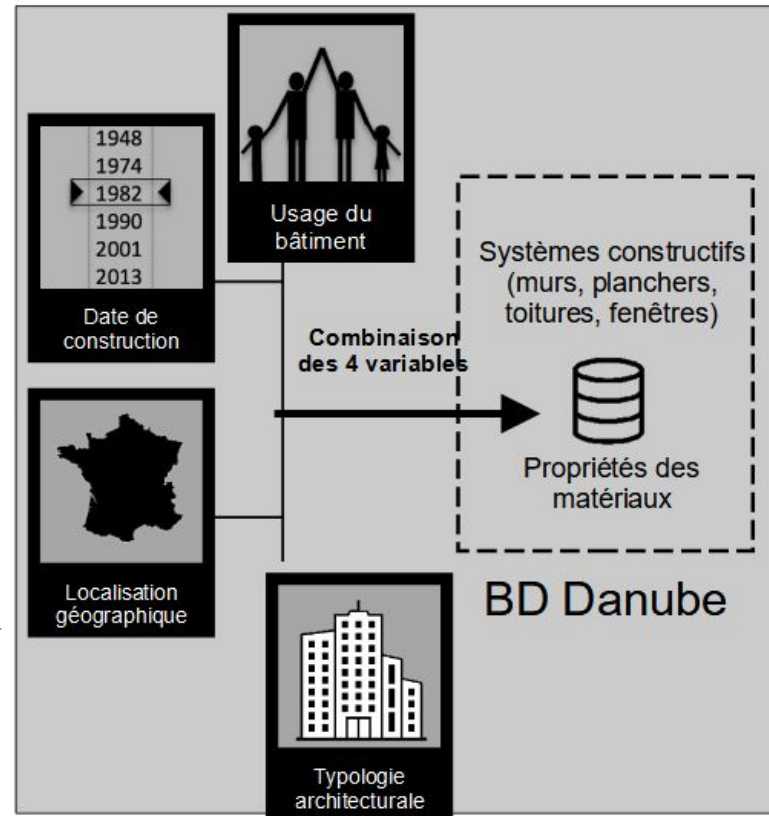 Usage du
bâtiment
1948
1974
1982
1990
2001
2013
Date de
construction
Localisation
géographique
Typologie
architecturale
Combinaison
des 4 variables
Systèmes constructifs
(murs, planchers,
toitures, fenêtres)
Propriétés des
matériaux
BD Danube